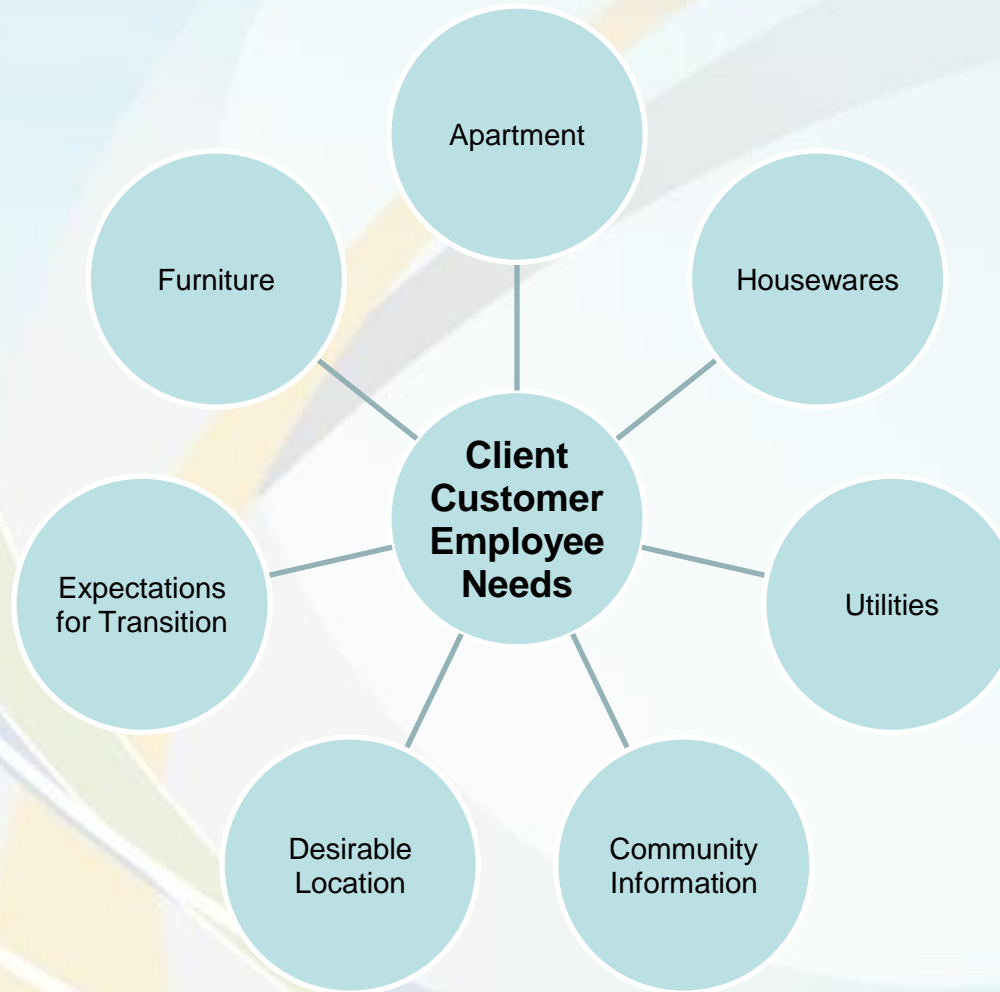 Apartment
Furniture
Housewares
Client
Customer
Employee
Needs
Expectations
for Transition
Utilities
Desirable
Location
Community
Information